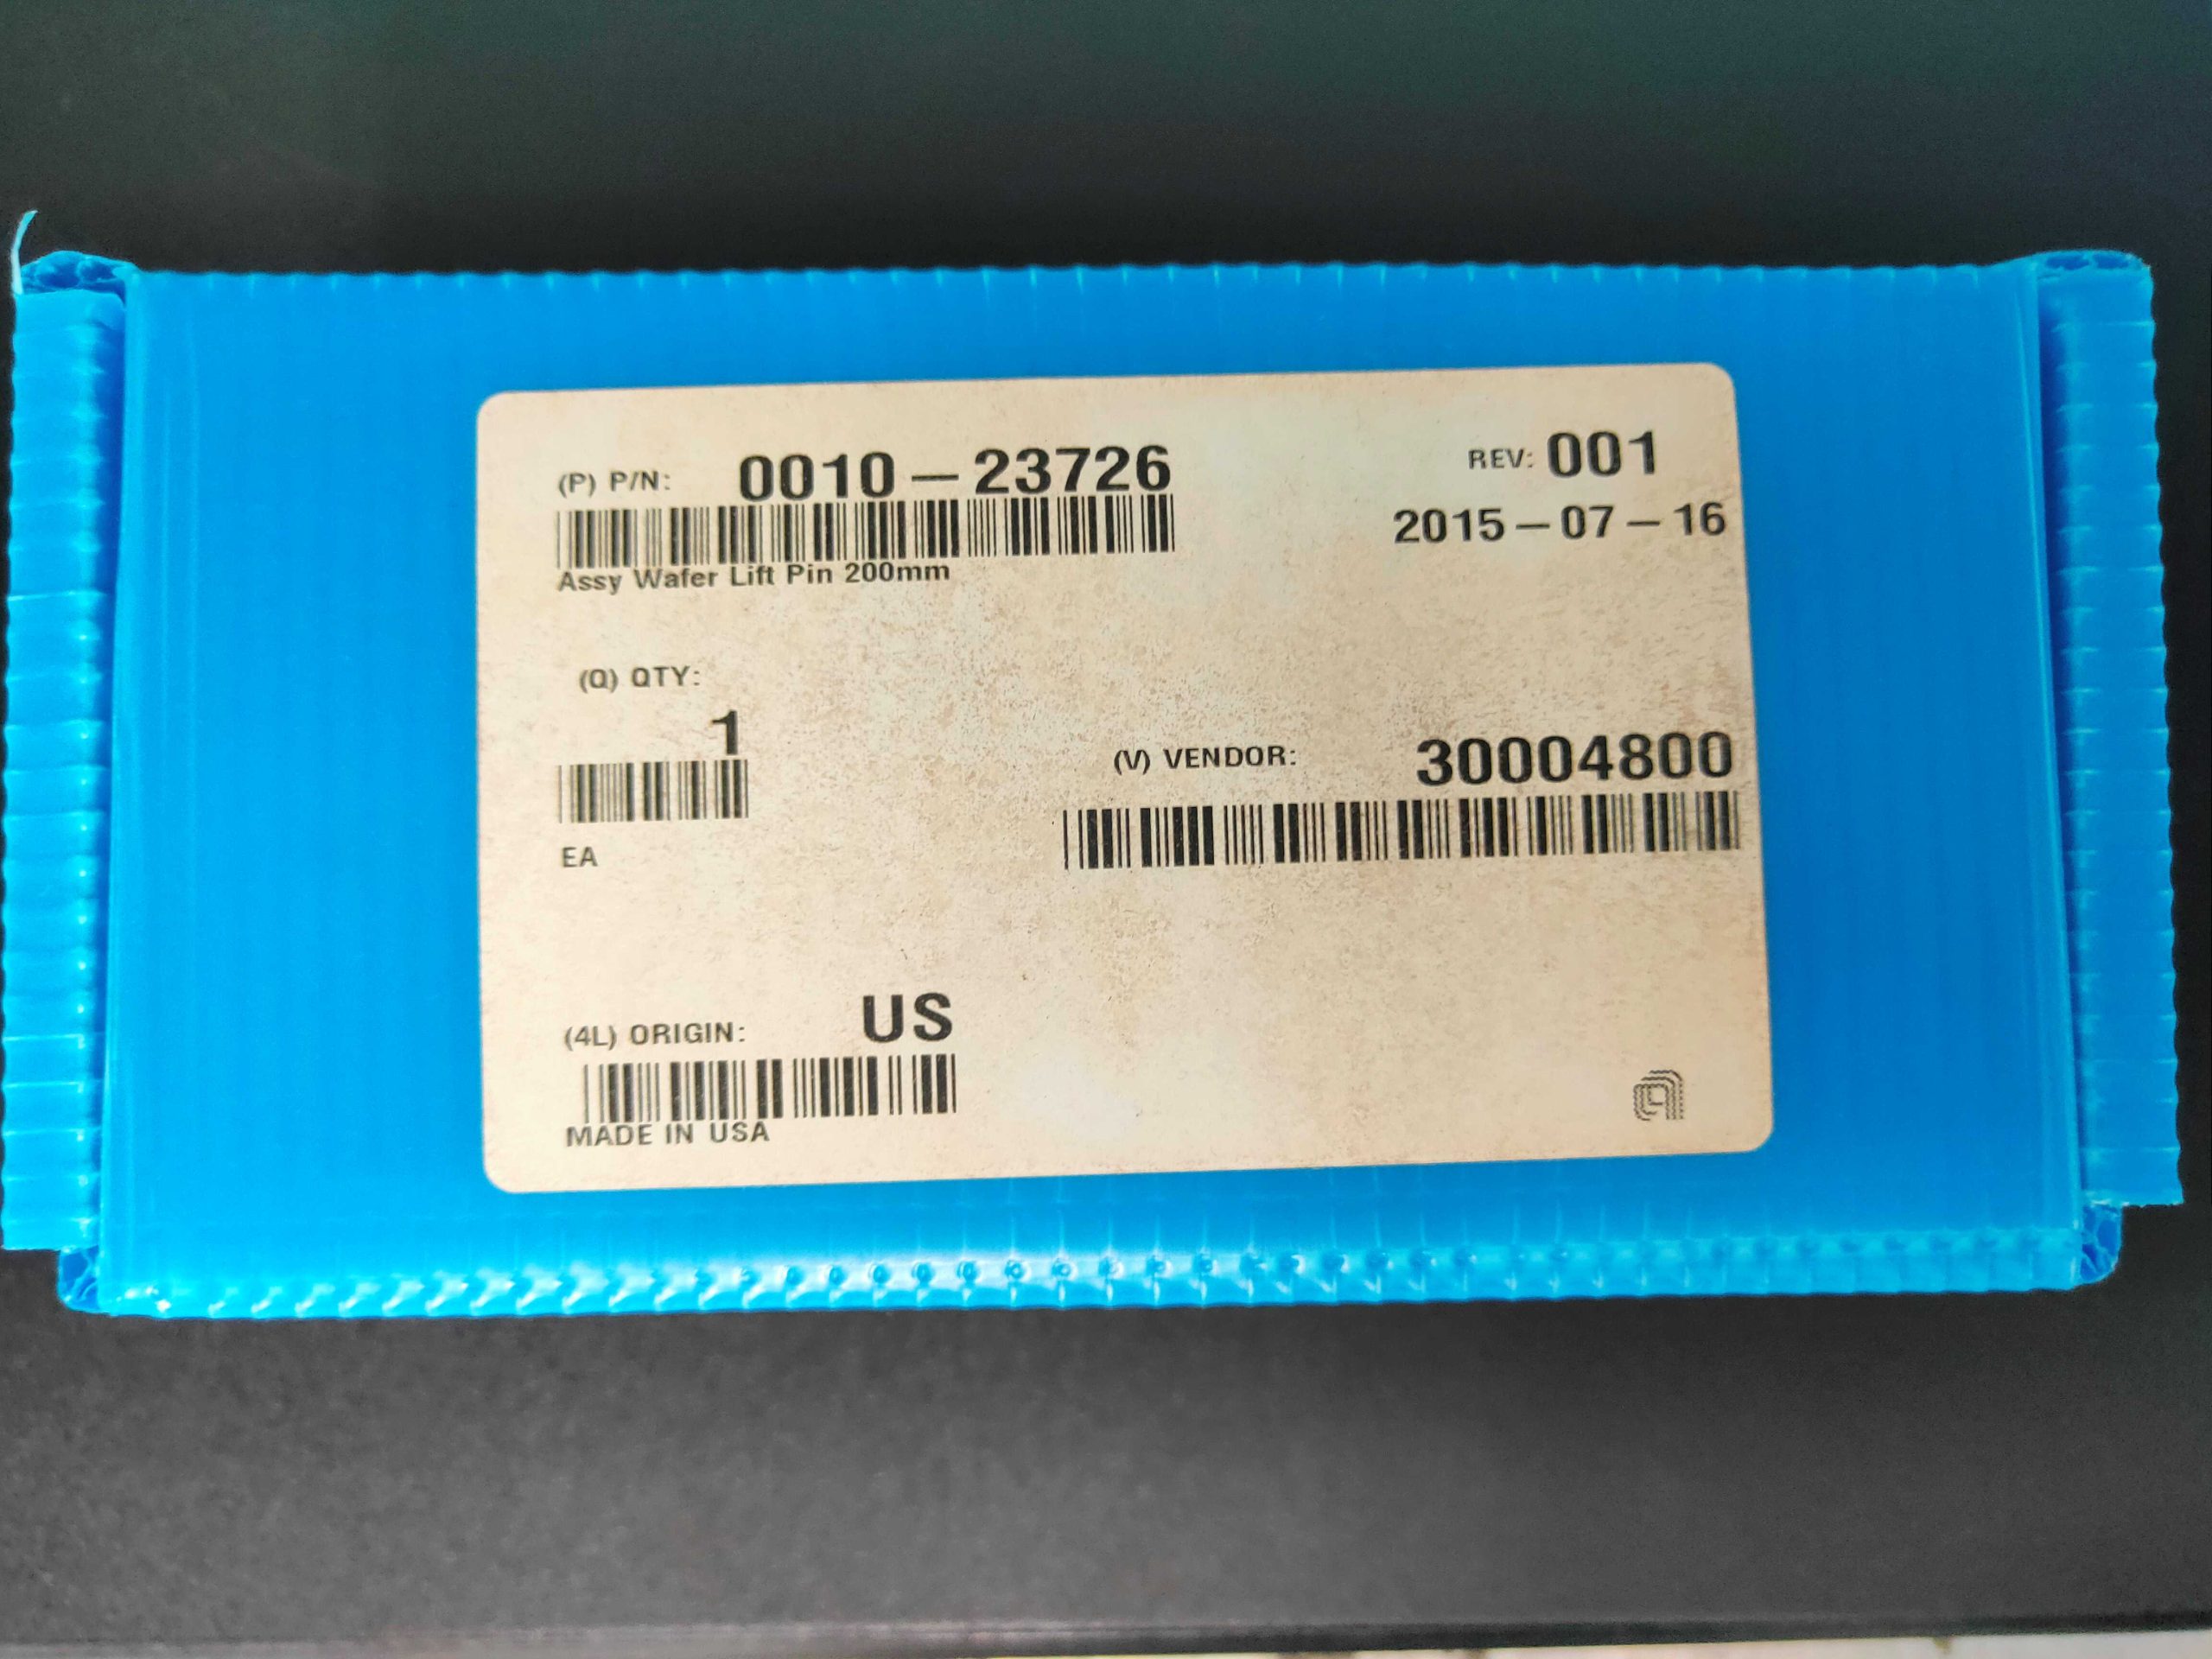 (P) P/N: 0010-23726
REV: 001
2015-07-16
Assy Wafer Lift Pin 200mm
(Q) QTY:
1
EA
(V) VENDOR: 30004800
(4L) ORIGIN: US
MADE IN USA